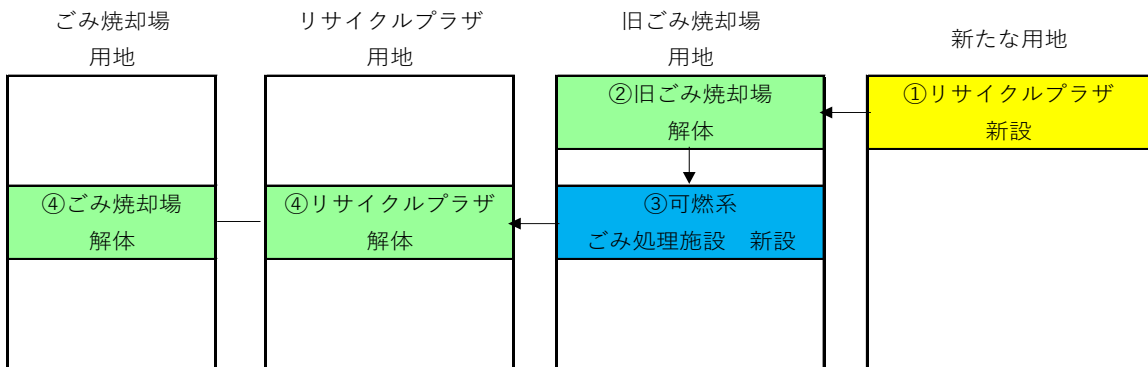 ごみ焼却場
用地
リサイクルプラザ
用地
旧ごみ焼却場
用地
新たな用地
②旧ごみ焼却場
解体
①リサイクルプラザ
新設
④ごみ焼却場
解体
④リサイクルプラザ
解体
③可燃系
ごみ処理施設　新設